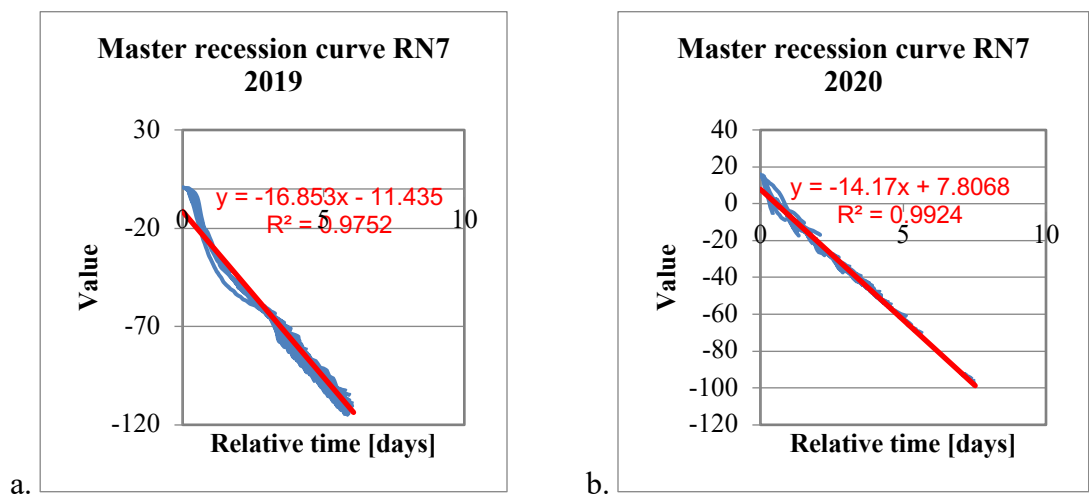 Master recession curve RN7
2019
30
-20
-70
-120
0
5
10
y = -16.853x - 11.435
R² = 0.9752
Value
Relative time [days]
a.
Master recession curve RN7
2020
40
20
0
-20
-40
-60
-80
-100
-120
0
5
10
y = -14.17x + 7.8068
R² = 0.9924
Value
Relative time [days]
b.